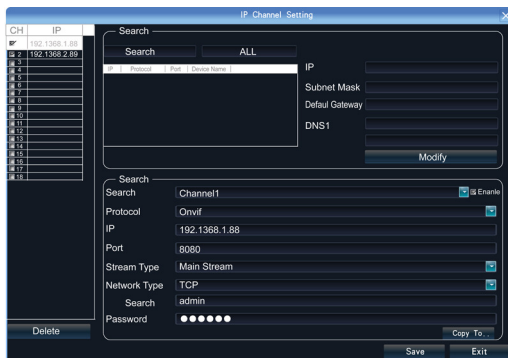 IP Channel Setting
CH IP
192.1368.1.88
2 192.1368.2.89
3
4
5
6
7
8
9
10
11
12
13
14
15
16
17
18
Delete
Search
Search ALL
IP Protocol Port Device Name
IP
Subnet Mask
Defaul Gateway
DNS1
Modify
Search
Search Channel1 Enanle
Protocol Onvif
IP 192.1368.1.88
Port 8080
Stream Type Main Stream
Network Type TCP
Search admin
Password ●●●●●●
Copy To..
Save Exit